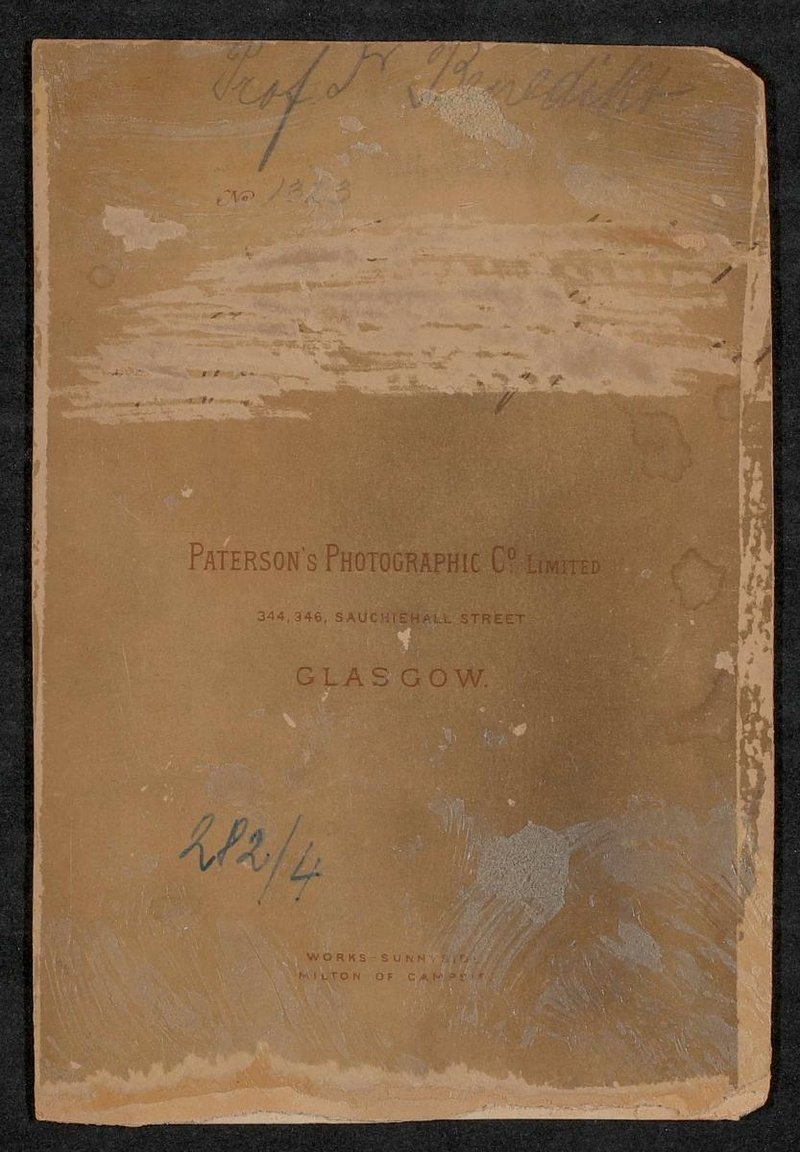 Prof Dr Benedikt
No 1323
PATERSON'S PHOTOGRAPHIC Co. LIMITED
344, 346, SAUCHIEHALL STREET
GLASGOW.
282/4
WORKS-SUNNYSIDE
MILTON OF CAMPSIE